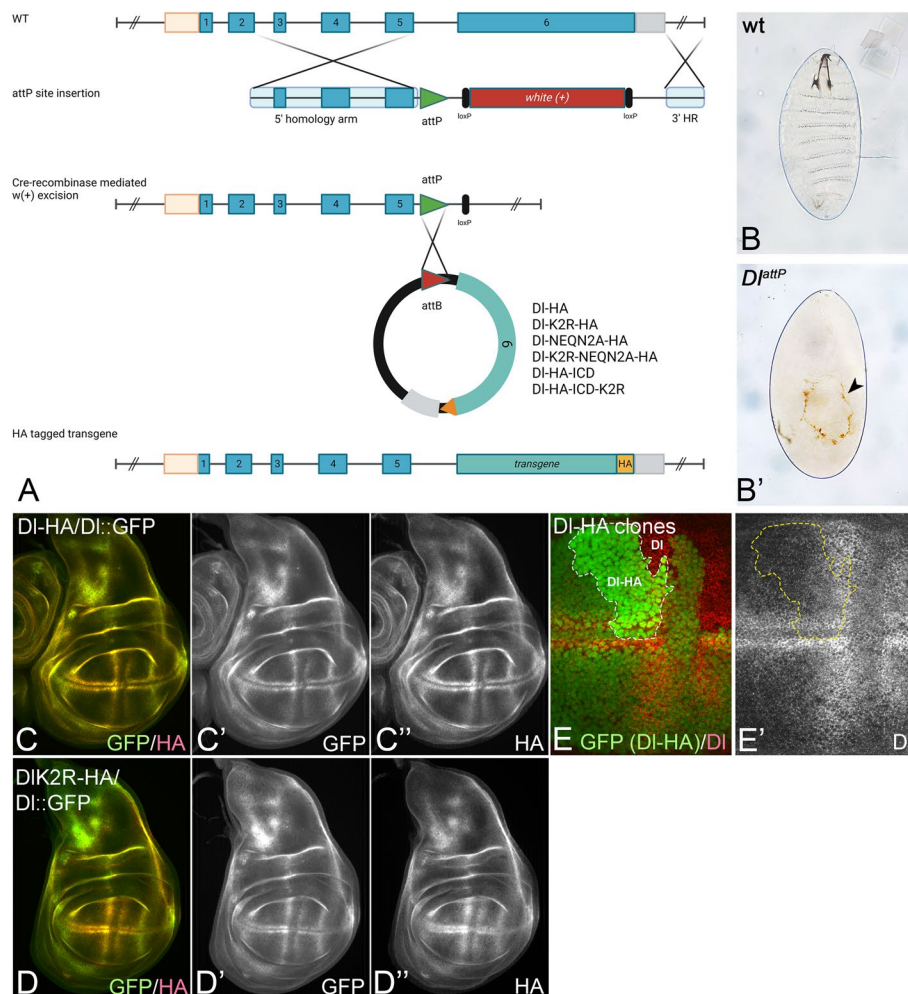 WT
1 2 3 4 5 6
attP site insertion
white (+)
5' homology arm
attP
loxP
loxP
3' HR
Cre-recombinase mediated
w(+) excision
attP
1 2 3 4 5
loxP
attB
6
Dl-HA
Dl-K2R-HA
Dl-NEQN2A-HA
Dl-K2R-NEQN2A-HA
Dl-HA-ICD
Dl-HA-ICD-K2R
HA tagged transgene
1 2 3 4 5 transgene HA
A
wt
B
Dlᵃᵗᵗᴾ
B'
Dl-HA/Dl::GFP
C GFP/HA
C' GFP
C'' HA
Dl-HA clones
Dl
Dl-HA
E GFP (Dl-HA)/Dl
E' D
DlK2R-HA/
Dl::GFP
D GFP/HA
D' GFP
D'' HA